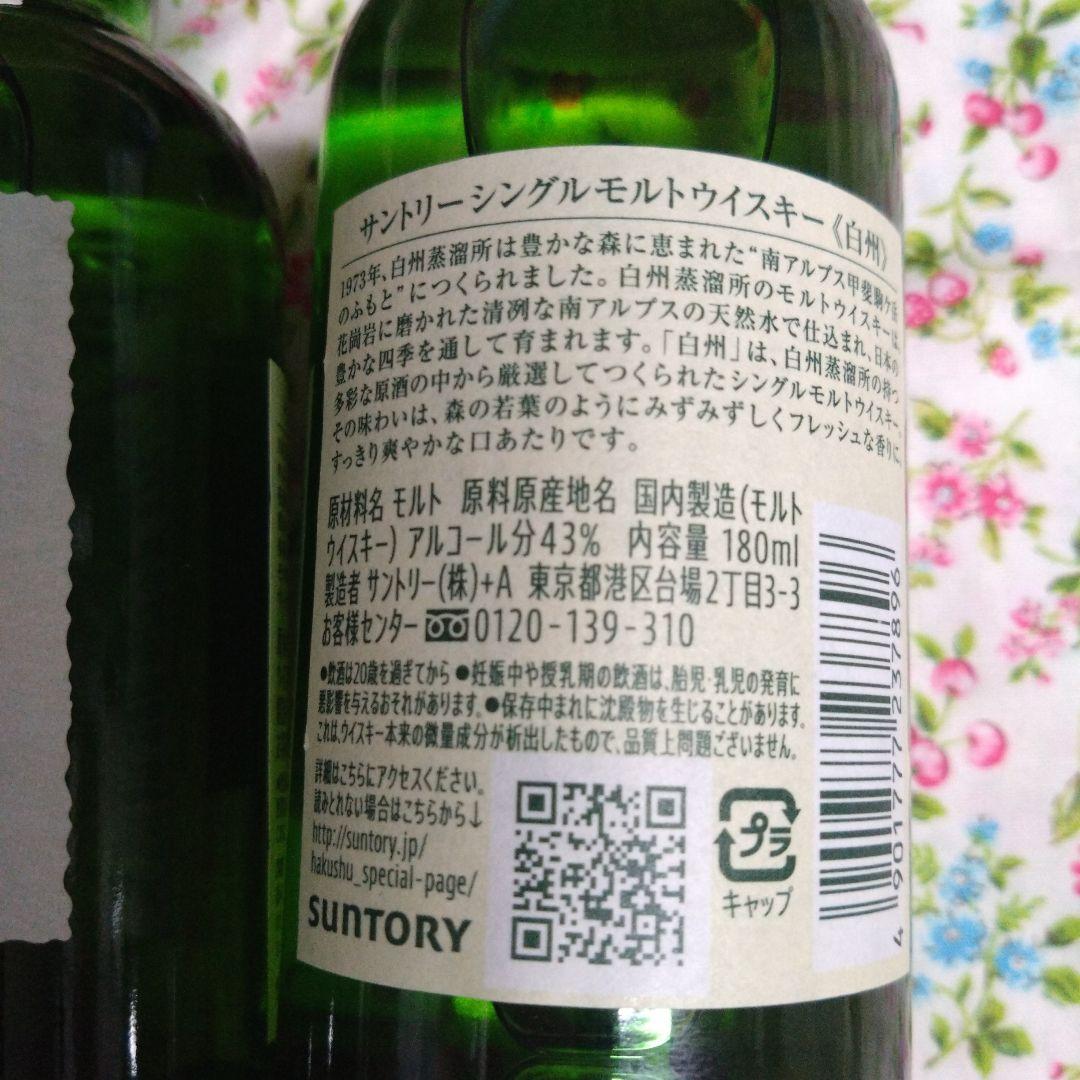 サントリー シングルモルトウイスキー《白州》
1973年、白州蒸溜所は豊かな森に恵まれた“南アルプス甲斐駒ケ岳
のふもと”につくられました。白州蒸溜所のモルトウイスキーは、
花崗岩に磨かれた清冽な南アルプスの天然水で仕込まれ、日本の
豊かな四季を通して育まれます。「白州」は、白州蒸溜所の持つ
多彩な原酒の中から厳選してつくられたシングルモルトウイスキー。
その味わいは、森の若葉のようにみずみずしくフレッシュな香りに、
すっきり爽やかな口あたりです。
原材料名 モルト 原料原産地名 国内製造(モルト
ウイスキー) アルコール分43% 内容量 180ml
製造者 サントリー(株)+A 東京都港区台場2丁目3-3
お客様センター 0120-139-310
●飲酒は20歳を過ぎてから ●妊娠中や授乳期の飲酒は、胎児・乳児の発育に
悪影響を与えるおそれがあります。 ●保存中まれに沈殿物を生じることがあります。
これは、ウイスキー本来の微量成分が析出したもので、品質上問題ございません。
詳細はこちらにアクセスください。
読みとれない場合はこちらから↓
http://suntory.jp/
hakushu_special-page/
SUNTORY
プラ
キャップ
4 901777 237896